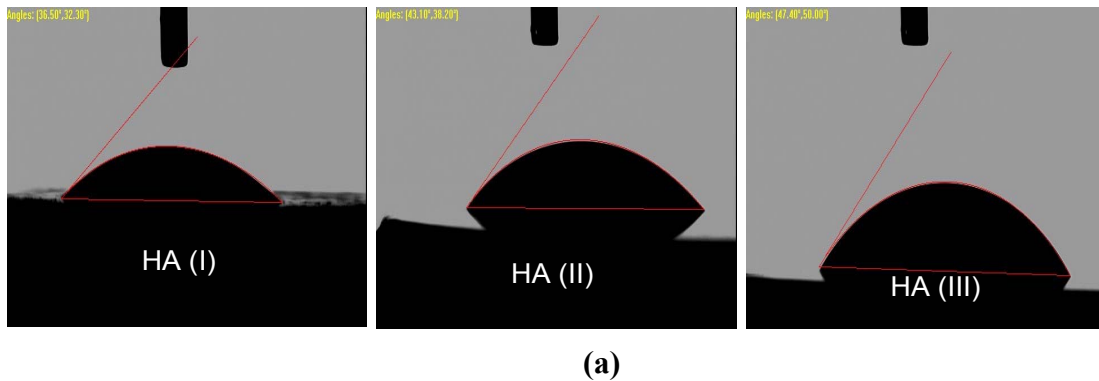 Angles: (36.50°,32.30°)
Angles: (43.10°,38.20°)
Angles: (47.40°,50.00°)
HA (I)
HA (II)
HA (III)
(a)